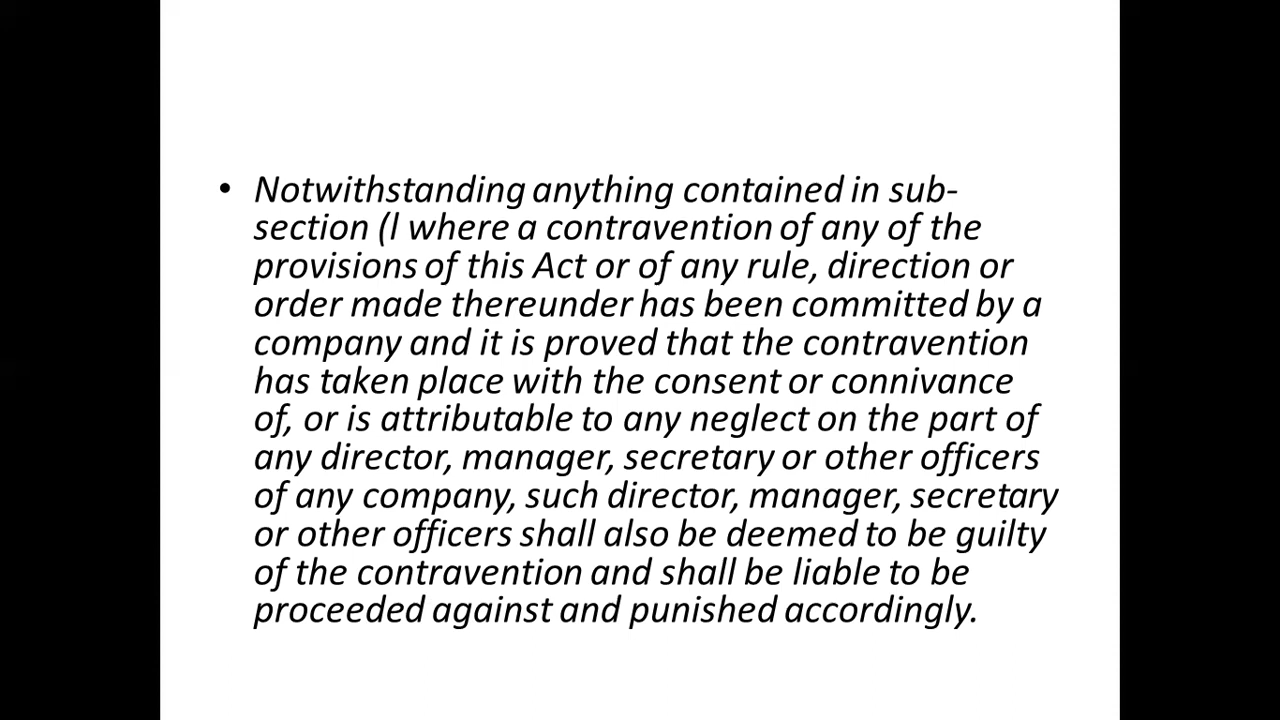 • Notwithstanding anything contained in sub-
section (l where a contravention of any of the
provisions of this Act or of any rule, direction or
order made thereunder has been committed by a
company and it is proved that the contravention
has taken place with the consent or connivance
of, or is attributable to any neglect on the part of
any director, manager, secretary or other officers
of any company, such director, manager, secretary
or other officers shall also be deemed to be guilty
of the contravention and shall be liable to be
proceeded against and punished accordingly.